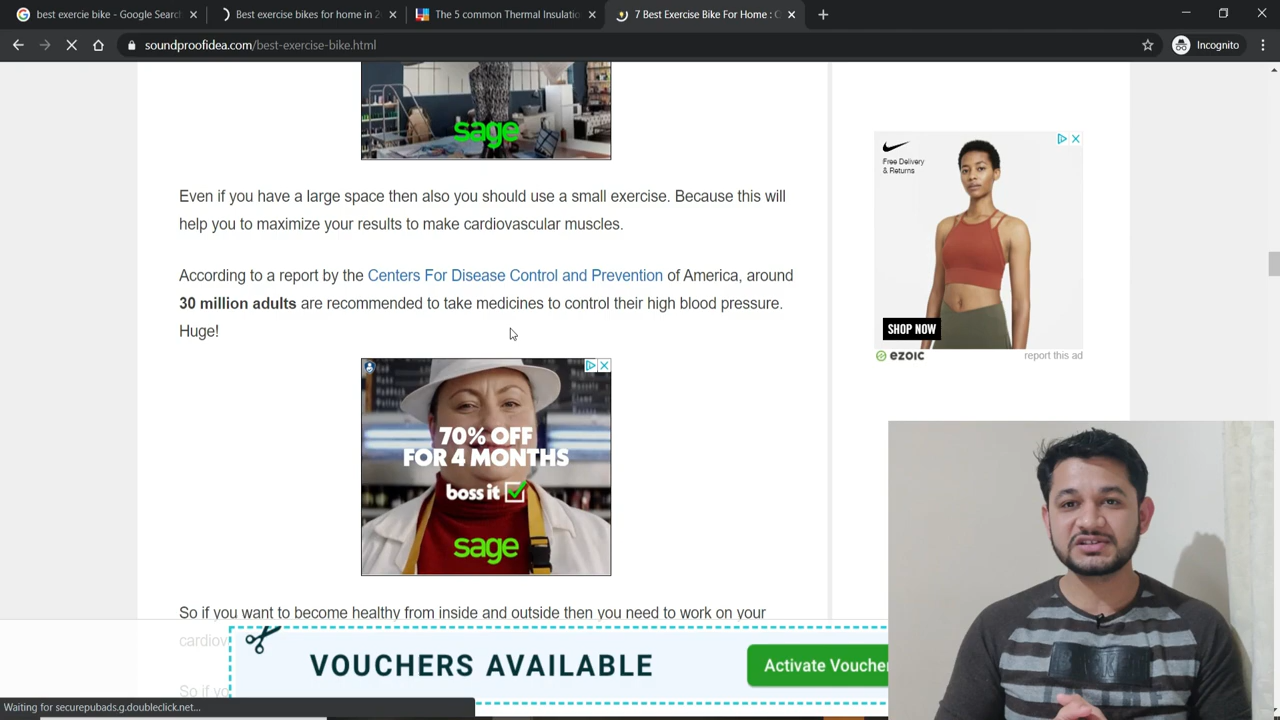 best exercie bike - Google Searc
Best exercise bikes for home in 2
The 5 common Thermal Insulatio
7 Best Exercise Bike For Home : C
soundproofidea.com/best-exercise-bike.html
Incognito
sage
Even if you have a large space then also you should use a small exercise. Because this will
help you to maximize your results to make cardiovascular muscles.
According to a report by the Centers For Disease Control and Prevention of America, around
30 million adults are recommended to take medicines to control their high blood pressure.
Huge!
Free Delivery
& Returns
SHOP NOW
ezoic
report this ad
70% OFF
FOR 4 MONTHS
boss it
sage
So if you want to become healthy from inside and outside then you need to work on your
cardiov
So if yo
VOUCHERS AVAILABLE
Activate Voucher
Waiting for securepubads.g.doubleclick.net...